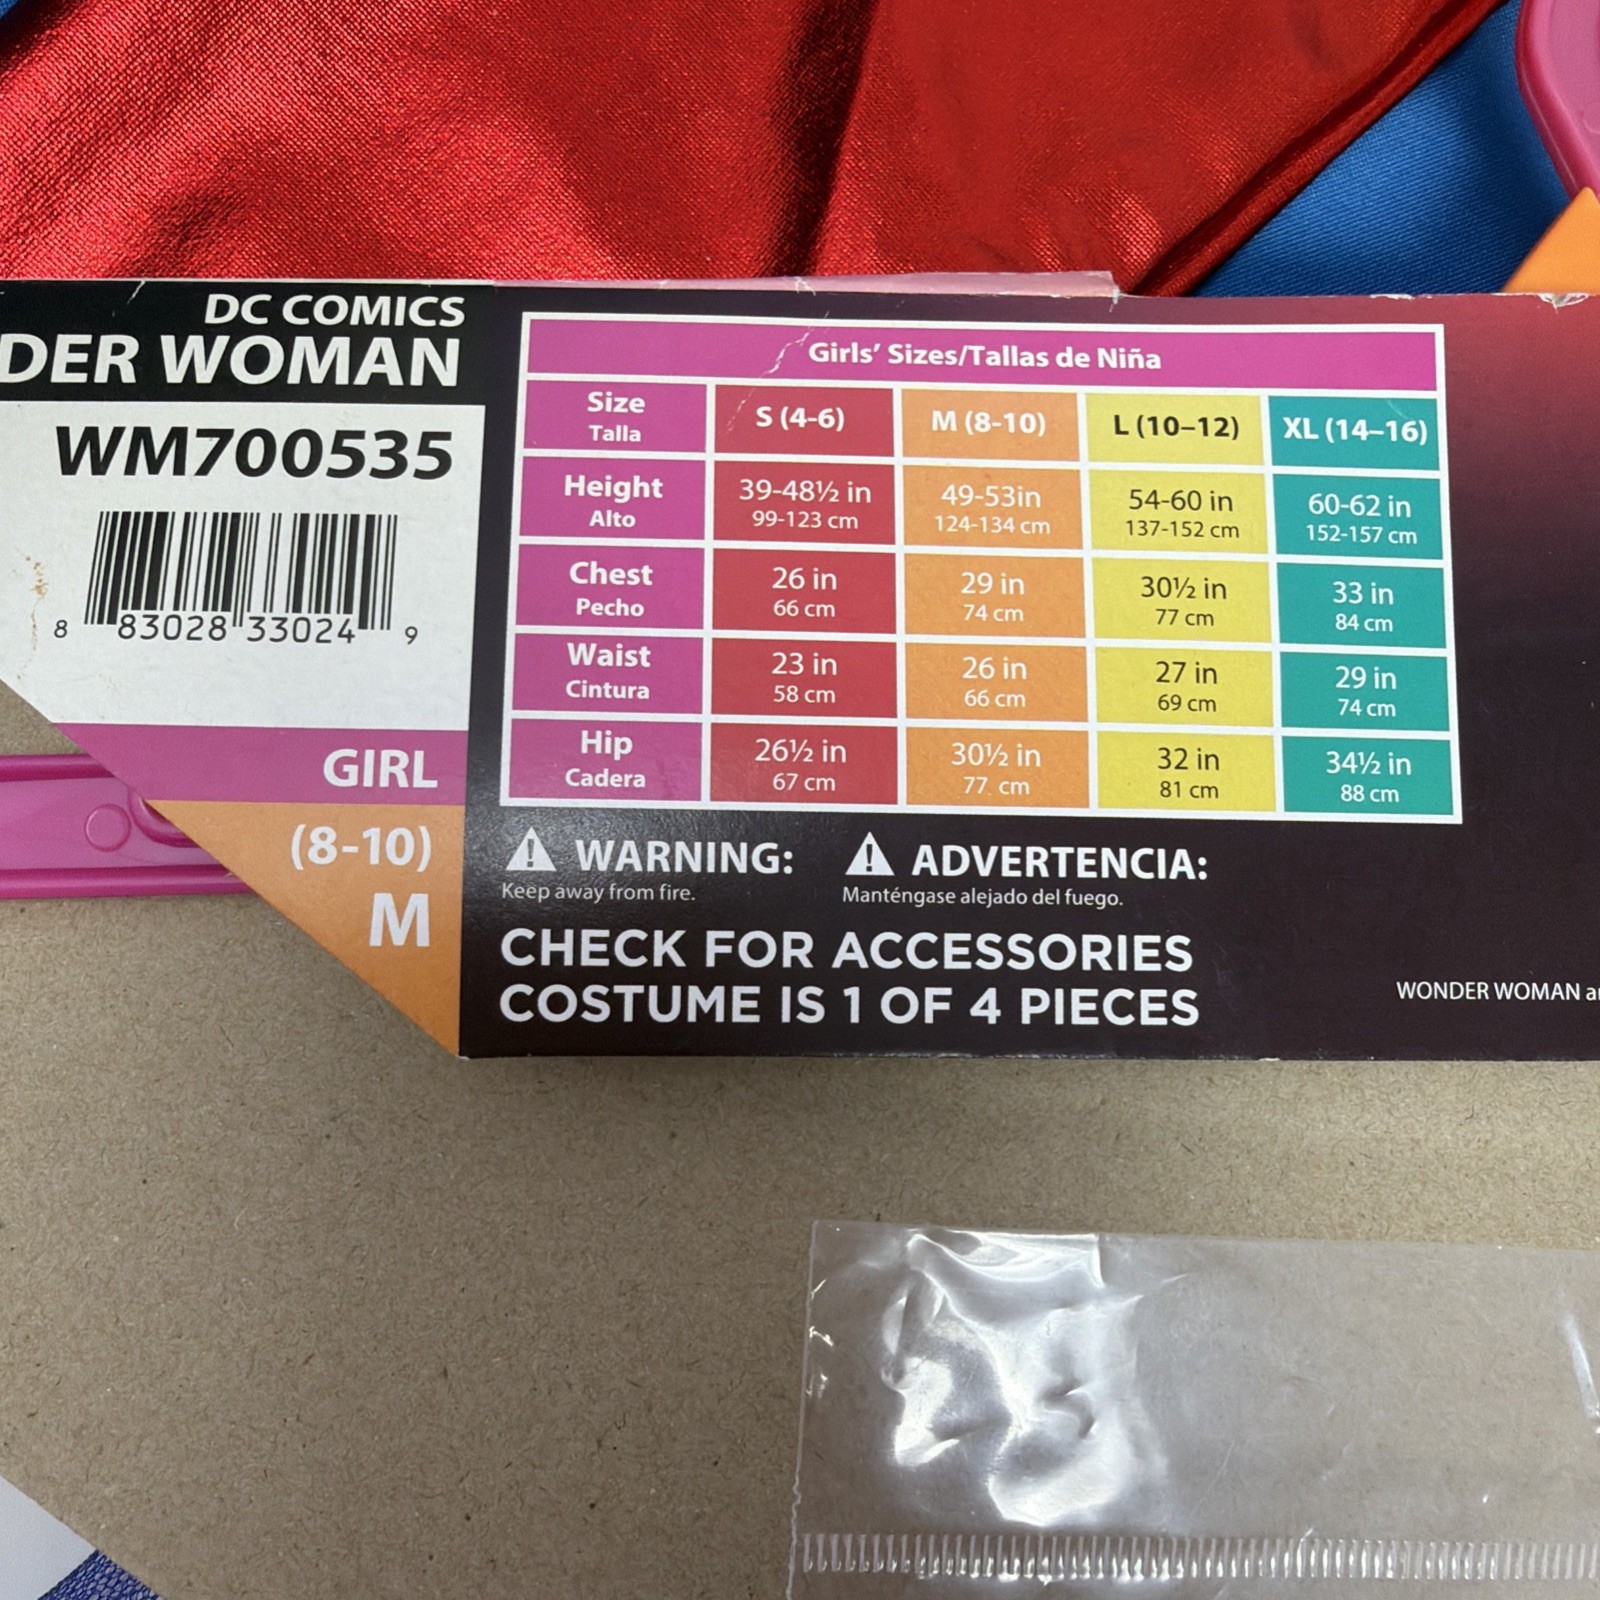 DC COMICS
DER WOMAN
WM700535
8 83028 33024 9
GIRL
(8-10)
M
Girls’ Sizes/Tallas de Niña
Size S (4-6) M (8-10) L (10–12) XL (14–16)
Talla
Height 39-48½ in 49-53in 54-60 in 60-62 in
Alto 99-123 cm 124-134 cm 137-152 cm 152-157 cm
Chest 26 in 29 in 30½ in 33 in
Pecho 66 cm 74 cm 77 cm 84 cm
Waist 23 in 26 in 27 in 29 in
Cintura 58 cm 66 cm 69 cm 74 cm
Hip 26½ in 30½ in 32 in 34½ in
Cadera 67 cm 77 cm 81 cm 88 cm
WARNING: ADVERTENCIA:
Keep away from fire. Manténgase alejado del fuego.
CHECK FOR ACCESSORIES
COSTUME IS 1 OF 4 PIECES
WONDER WOMAN